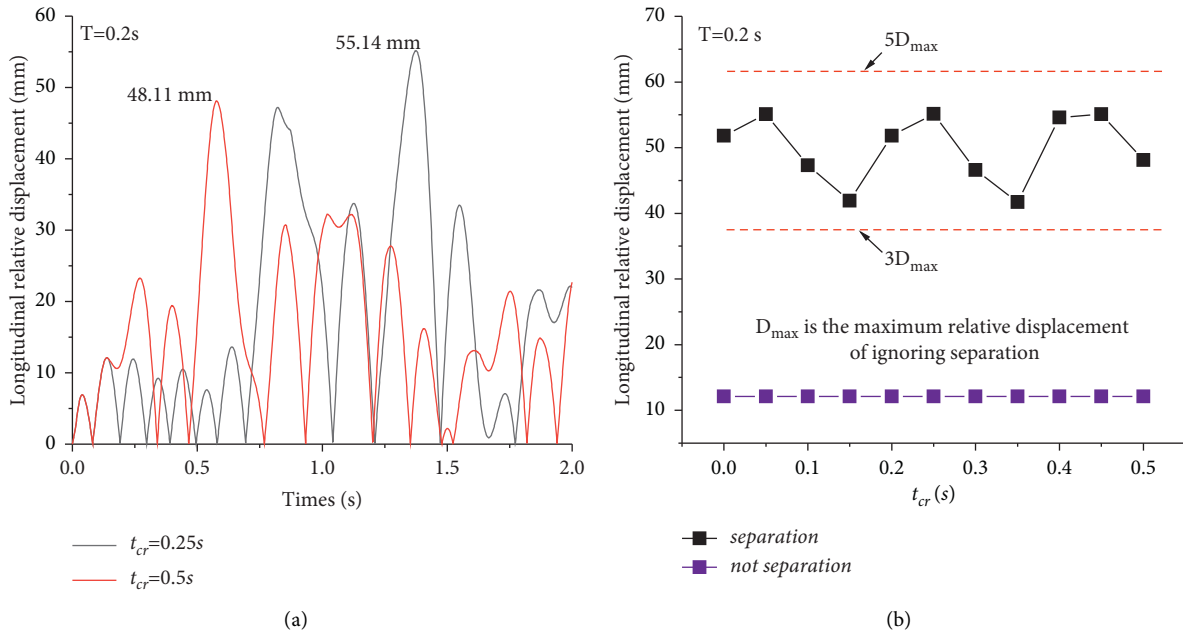 T=0.2s
55.14 mm
48.11 mm
Longitudinal relative displacement (mm)
60
50
40
30
20
10
0
0.0 0.5 1.0 1.5 2.0
Times (s)
t_cr=0.25s
t_cr=0.5s
(a)
T=0.2 s
5D_max
3D_max
D_max is the maximum relative displacement
of ignoring separation
Longitudinal relative displacement (mm)
70
60
50
40
30
20
10
0.0 0.1 0.2 0.3 0.4 0.5
t_cr (s)
separation
not separation
(b)